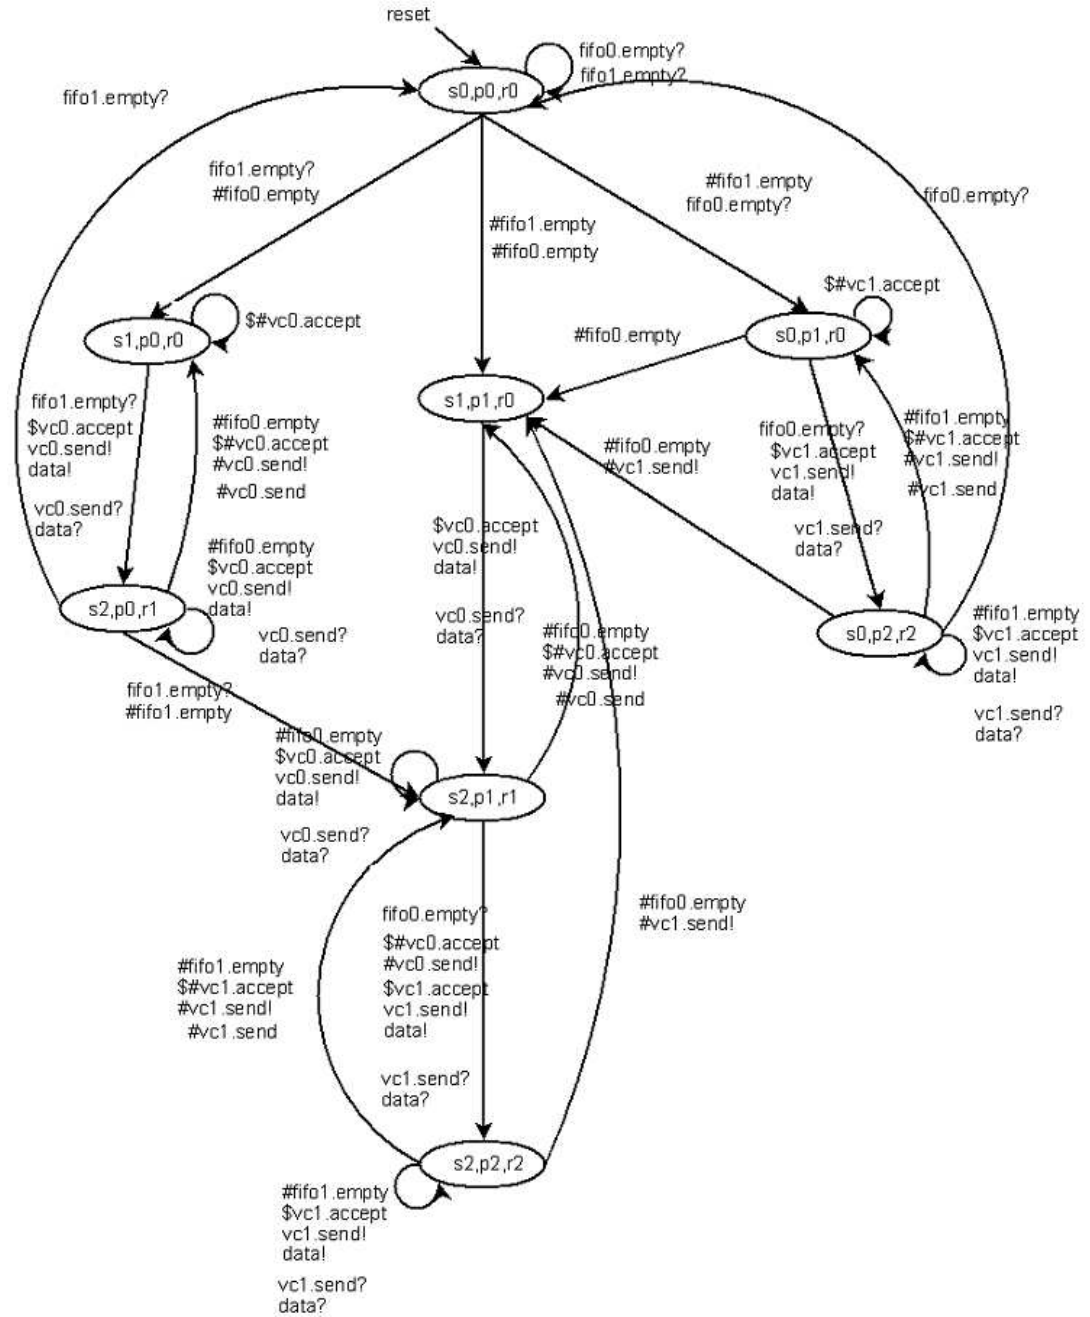 reset
fifo0.empty?
fifo1.empty?
s0,p0,r0
fifo1.empty?
fifo1.empty?
#fifo0.empty
#fifo1.empty
#fifo0.empty
#fifo1.empty
fifo0.empty?
fifo0.empty?
$#vc0.accept
s1,p0,r0
$#vc1.accept
s0,p1,r0
#fifo0.empty
s1,p1,r0
fifo1.empty?
$vc0.accept
vc0.send!
data!
vc0.send?
data?
#fifo0.empty
$#vc0.accept
#vc0.send!
#vc0.send
#fifo0.empty
$vc0.accept
vc0.send!
data!
vc0.send?
data?
s2,p0,r1
#fifo0.empty
#vc1.send!
fifo0.empty?
$vc1.accept
vc1.send!
data!
vc1.send?
data?
#fifo1.empty
$#vc1.accept
#vc1.send!
#vc1.send
s0,p2,r2
#fifo1.empty
$vc1.accept
vc1.send!
data!
vc1.send?
data?
$vc0.accept
vc0.send!
data!
vc0.send?
data?
#fifo0.empty
$#vc0.accept
#vc0.send!
#vc0.send
fifo1.empty?
#fifo1.empty
#fifo0.empty
$vc0.accept
vc0.send!
data!
vc0.send?
data?
s2,p1,r1
fifo0.empty?
$#vc0.accept
#vc0.send!
$vc1.accept
vc1.send!
data!
vc1.send?
data?
#fifo0.empty
#vc1.send!
#fifo1.empty
$#vc1.accept
#vc1.send!
#vc1.send
s2,p2,r2
#fifo1.empty
$vc1.accept
vc1.send!
data!
vc1.send?
data?